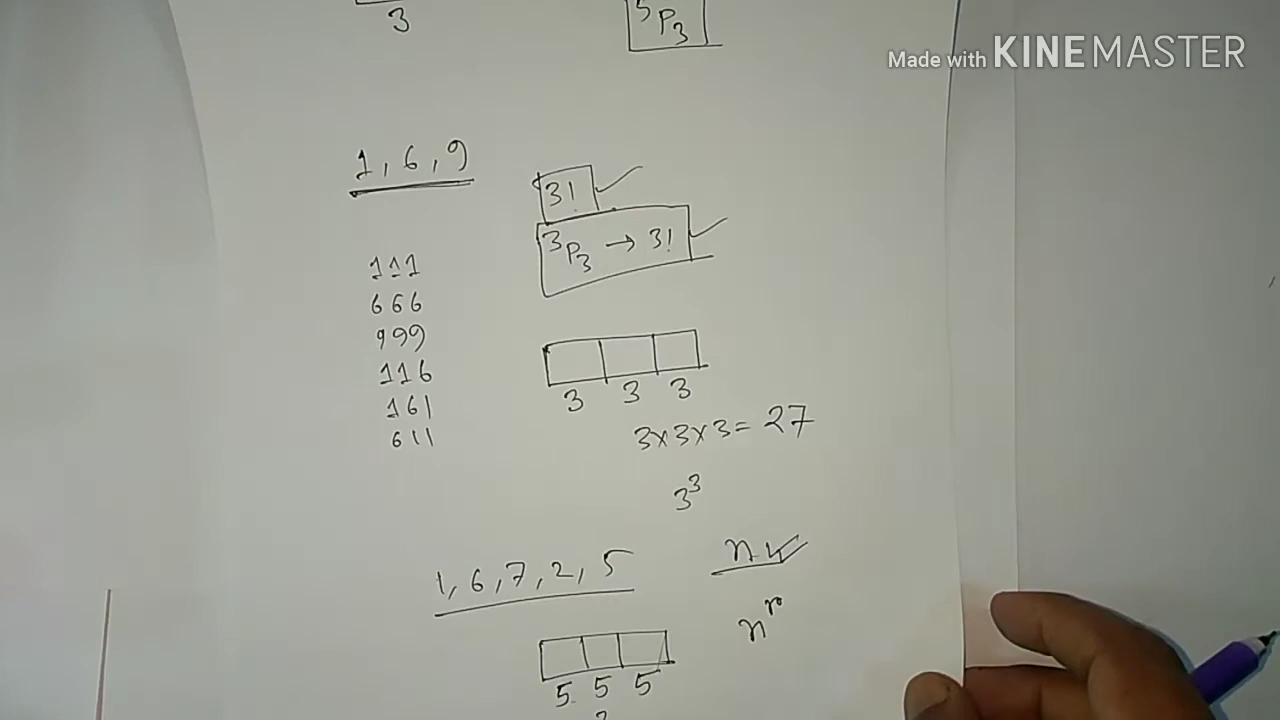 3
5P3
Made with KINEMASTER
1, 6, 9
3!
3P3 → 3!
111
666
999
116
161
611
3 3 3
3×3×3= 27
3³
1, 6, 7, 2, 5
n
nʳ
5 5 5